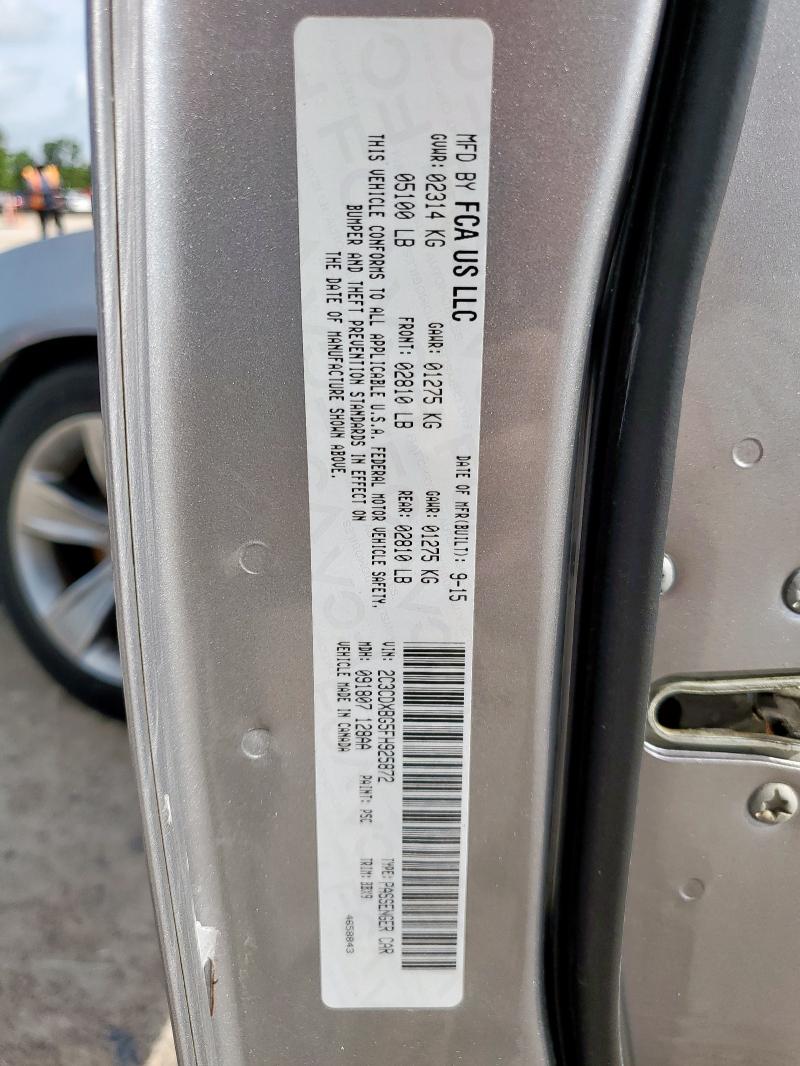 MFD BY FCA US LLC
DATE OF MFR(BUILT): 9-15
GVWR: 02314 KG GAWR: 01275 KG GAWR: 01275 KG
05100 LB FRONT: 02810 LB REAR: 02810 LB
THIS VEHICLE CONFORMS TO ALL APPLICABLE U.S.A. FEDERAL MOTOR VEHICLE SAFETY,
BUMPER AND THEFT PREVENTION STANDARDS IN EFFECT ON
THE DATE OF MANUFACTURE SHOWN ABOVE.
VIN: 2C3CDXBG5FH925872 TYPE: PASSENGER CAR
MDH: 091807 128AA PAINT: PSC TRIM:
VEHICLE MADE IN CANADA 4658843